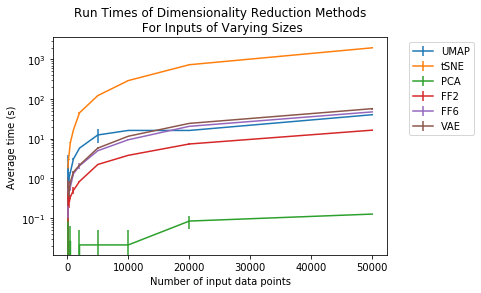 Run Times of Dimensionality Reduction Methods
For Inputs of Varying Sizes
Average time (s)
10³
10²
10¹
10⁰
10⁻¹
0
10000
20000
30000
40000
50000
Number of input data points
UMAP
tSNE
PCA
FF2
FF6
VAE